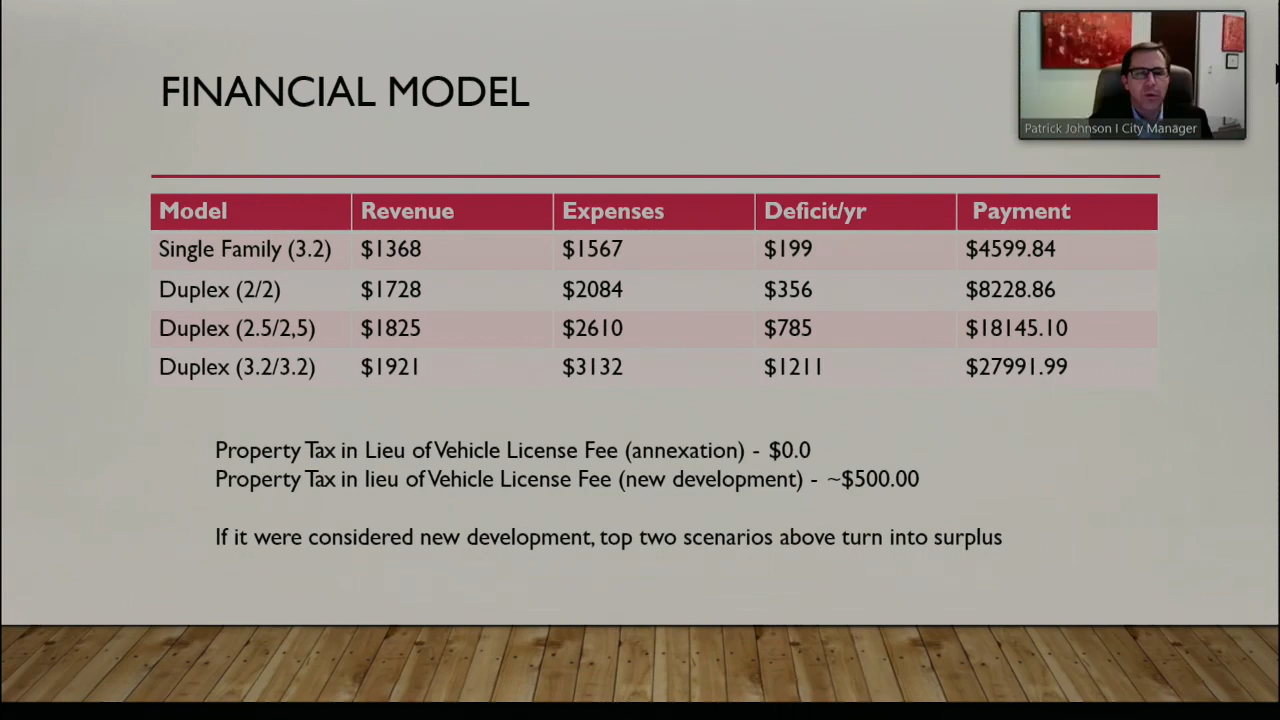 FINANCIAL MODEL
Patrick Johnson I City Manager
Model Revenue Expenses Deficit/yr Payment
Single Family (3.2) $1368 $1567 $199 $4599.84
Duplex (2/2) $1728 $2084 $356 $8228.86
Duplex (2.5/2,5) $1825 $2610 $785 $18145.10
Duplex (3.2/3.2) $1921 $3132 $1211 $27991.99
Property Tax in Lieu of Vehicle License Fee (annexation) - $0.0
Property Tax in lieu of Vehicle License Fee (new development) - ~$500.00
If it were considered new development, top two scenarios above turn into surplus